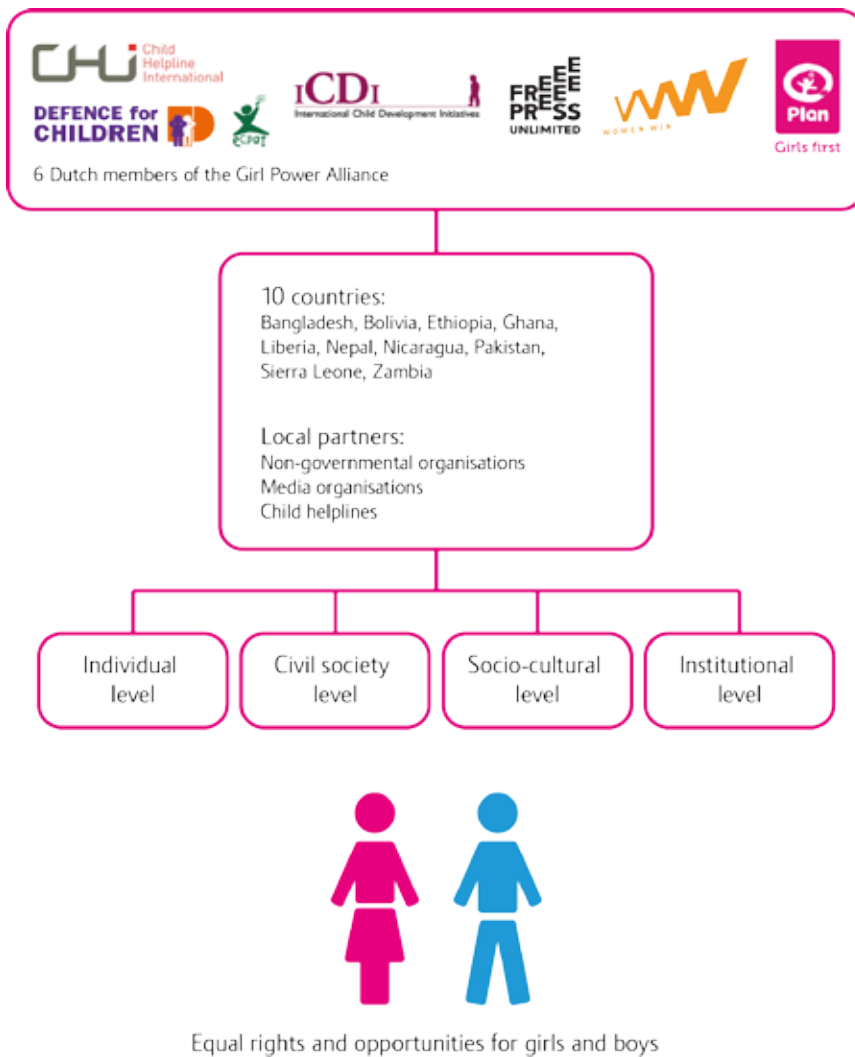 CHI
Child
Helpline
International
DEFENCE for
CHILDREN
ECPAT
ICDI
International Child Development Initiatives
FREEEEE
PRESS
UNLIMITED
WOMEN WIN
Plan
Girls first
6 Dutch members of the Girl Power Alliance
10 countries:
Bangladesh, Bolivia, Ethiopia, Ghana,
Liberia, Nepal, Nicaragua, Pakistan,
Sierra Leone, Zambia
Local partners:
Non-governmental organisations
Media organisations
Child helplines
Individual
level
Civil society
level
Socio-cultural
level
Institutional
level
Equal rights and opportunities for girls and boys